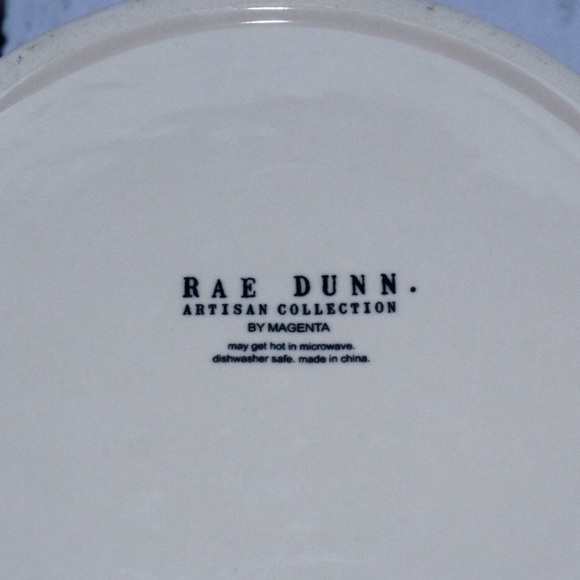 RAE DUNN.
ARTISAN COLLECTION
BY MAGENTA
may get hot in microwave.
dishwasher safe. made in china.